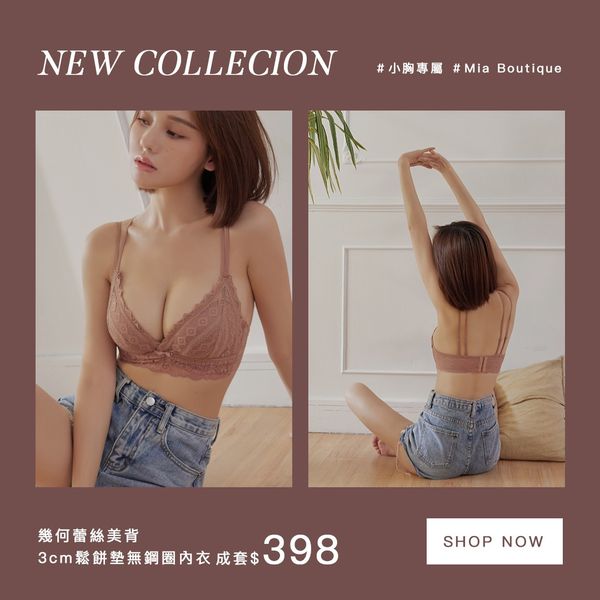 NEW COLLECION
#小胸專屬 #Mia Boutique
幾何蕾絲美背
3cm鬆餅墊無鋼圈內衣 成套$398
SHOP NOW